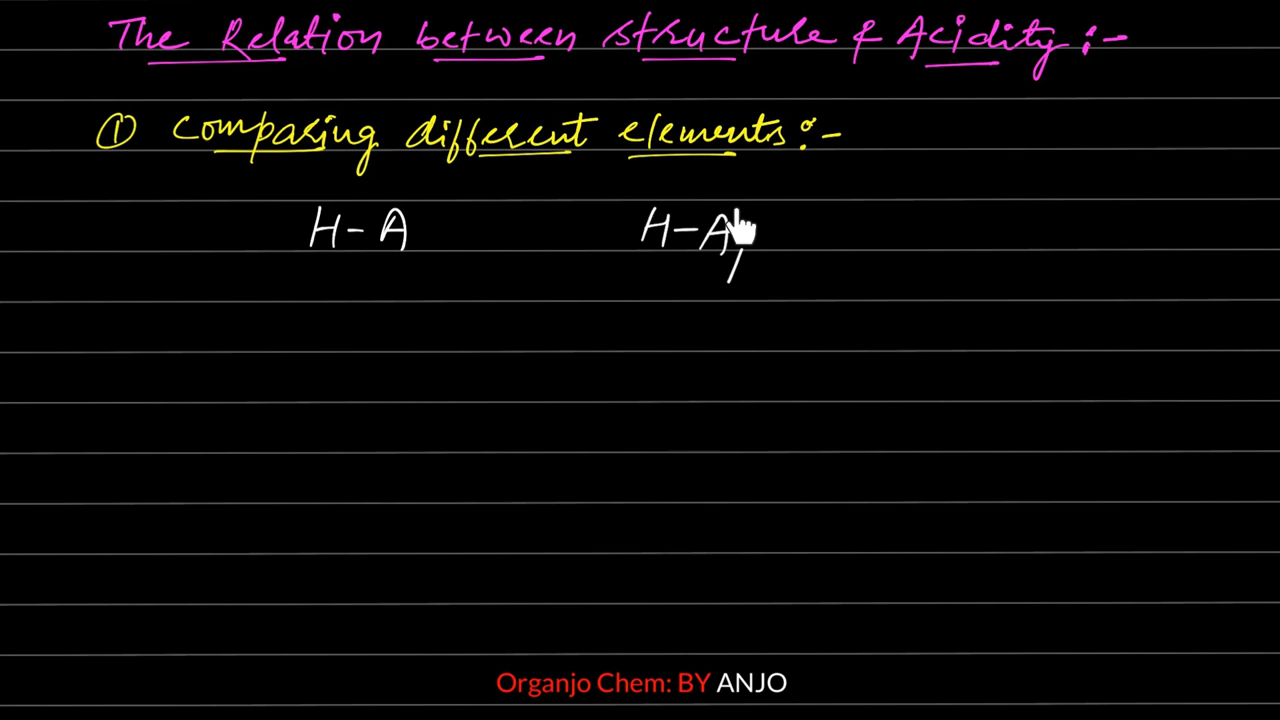 The Relation between structure & Acidity :-
① Comparing different elements :-
H-A H-A,
Organjo Chem: BY ANJO